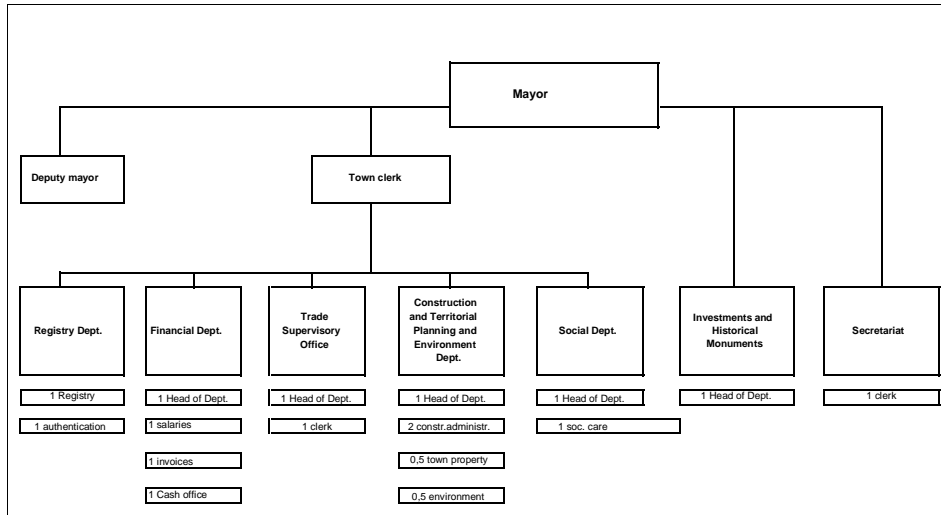 Mayor
Deputy mayor
Town clerk
Registry Dept.
Financial Dept.
Trade
Supervisory
Office
Construction
and Territorial
Planning and
Environment
Dept.
Social Dept.
Investments and
Historical
Monuments
Secretariat
1 Registry
1 Head of Dept.
1 Head of Dept.
1 Head of Dept.
1 Head of Dept.
1 Head of Dept.
1 clerk
1 authentication
1 salaries
1 clerk
2 constr.administr.
1 soc. care
1 invoices
0,5 town property
1 Cash office
0,5 environment